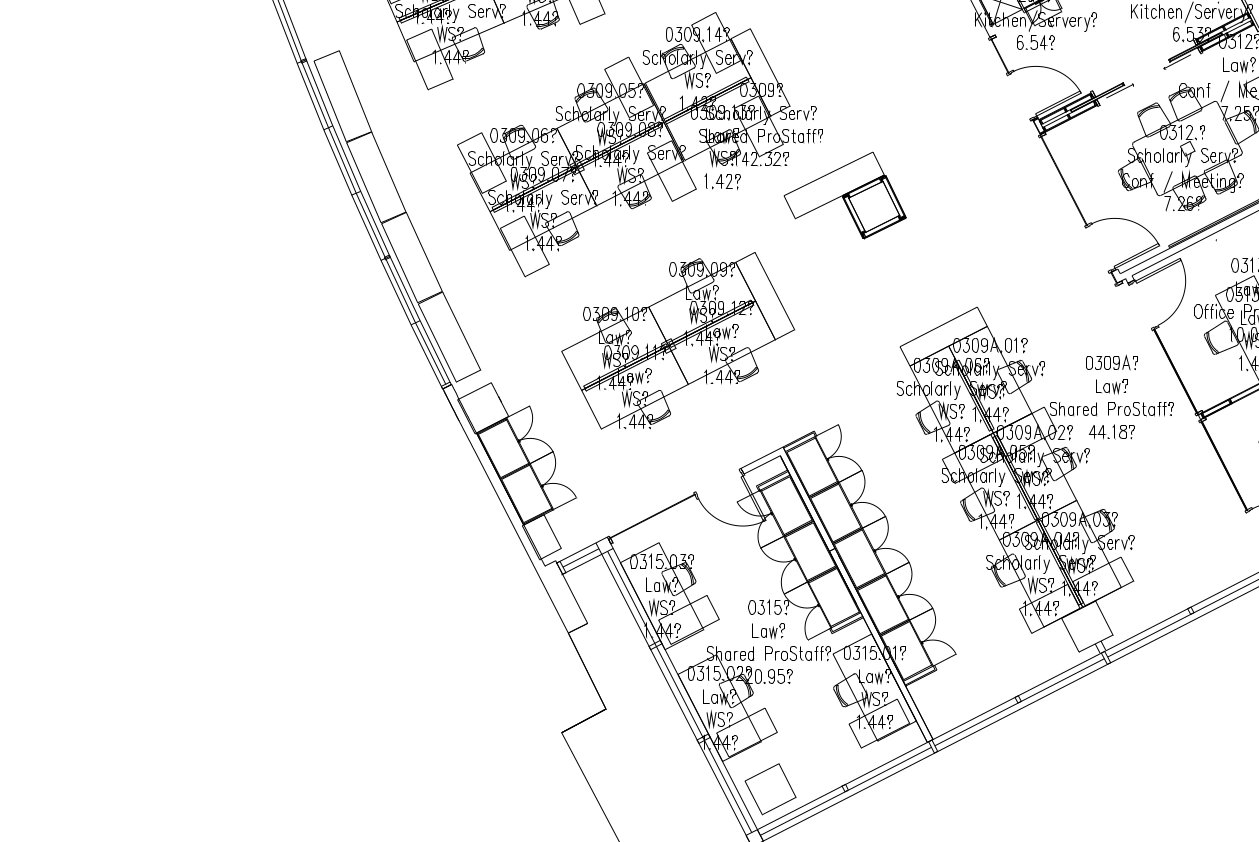 Scholarly Serv?
1.44?
WS?
1.44?
1.44?
Kitchen/Servery?
6.54?
Kitchen/Servery?
6.53?
0312?
Law?
Conf / Me
7.25?
0309.14?
Scholarly Serv?
WS?
1.42?
0309?
Scholarly Serv?
Shared ProStaff?
142.32?
0309.13?
Law?
WS?
1.42?
0309.05?
Scholarly Serv?
WS?
1.44?
0309.08?
Scholarly Serv?
WS?
1.44?
0309.06?
Scholarly Serv?
WS?
1.44?
0309.07?
Scholarly Serv?
WS?
1.44?
0312.?
Scholarly Serv?
Conf / Meeting?
7.26?
0309.09?
Law?
WS?
1.44?
0309.12?
Law?
WS?
1.44?
0309.10?
Law?
WS?
1.44?
0309.11?
Law?
WS?
1.44?
Office Pr
0309A.01?
Scholarly Serv?
WS?
1.44?
Scholarly Serv?
WS?
1.44?
0309A?
Law?
Shared ProStaff?
44.18?
0309A.02?
Scholarly Serv?
WS?
1.44?
0309A.05?
Scholarly Serv?
WS?
1.44?
0309A.03?
Scholarly Serv?
WS?
1.44?
0309A.04?
Scholarly Serv?
WS?
1.44?
0315.03?
Law?
WS?
1.44?
0315?
Law?
Shared ProStaff?
20.95?
0315.01?
Law?
WS?
1.44?
0315.02?
Law?
WS?
1.44?